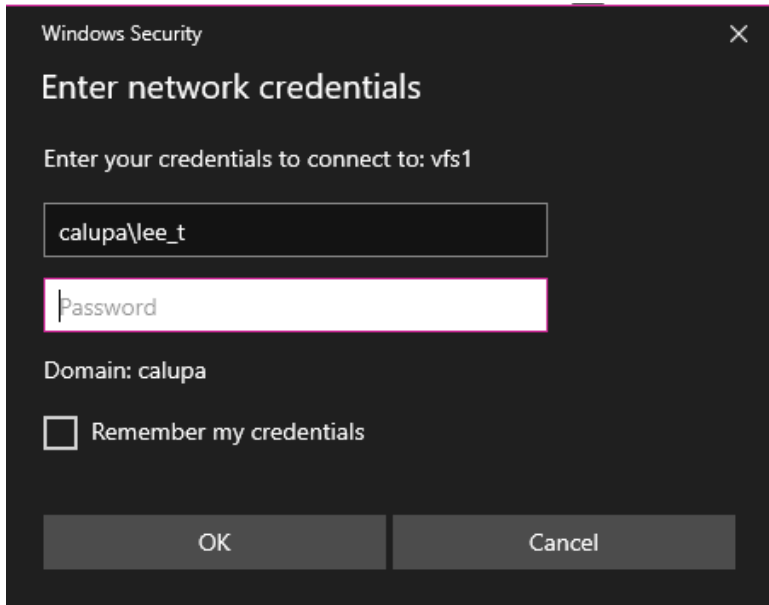 Windows Security
Enter network credentials
Enter your credentials to connect to: vfs1
calupa\lee_t
Password
Domain: calupa
Remember my credentials
OK Cancel